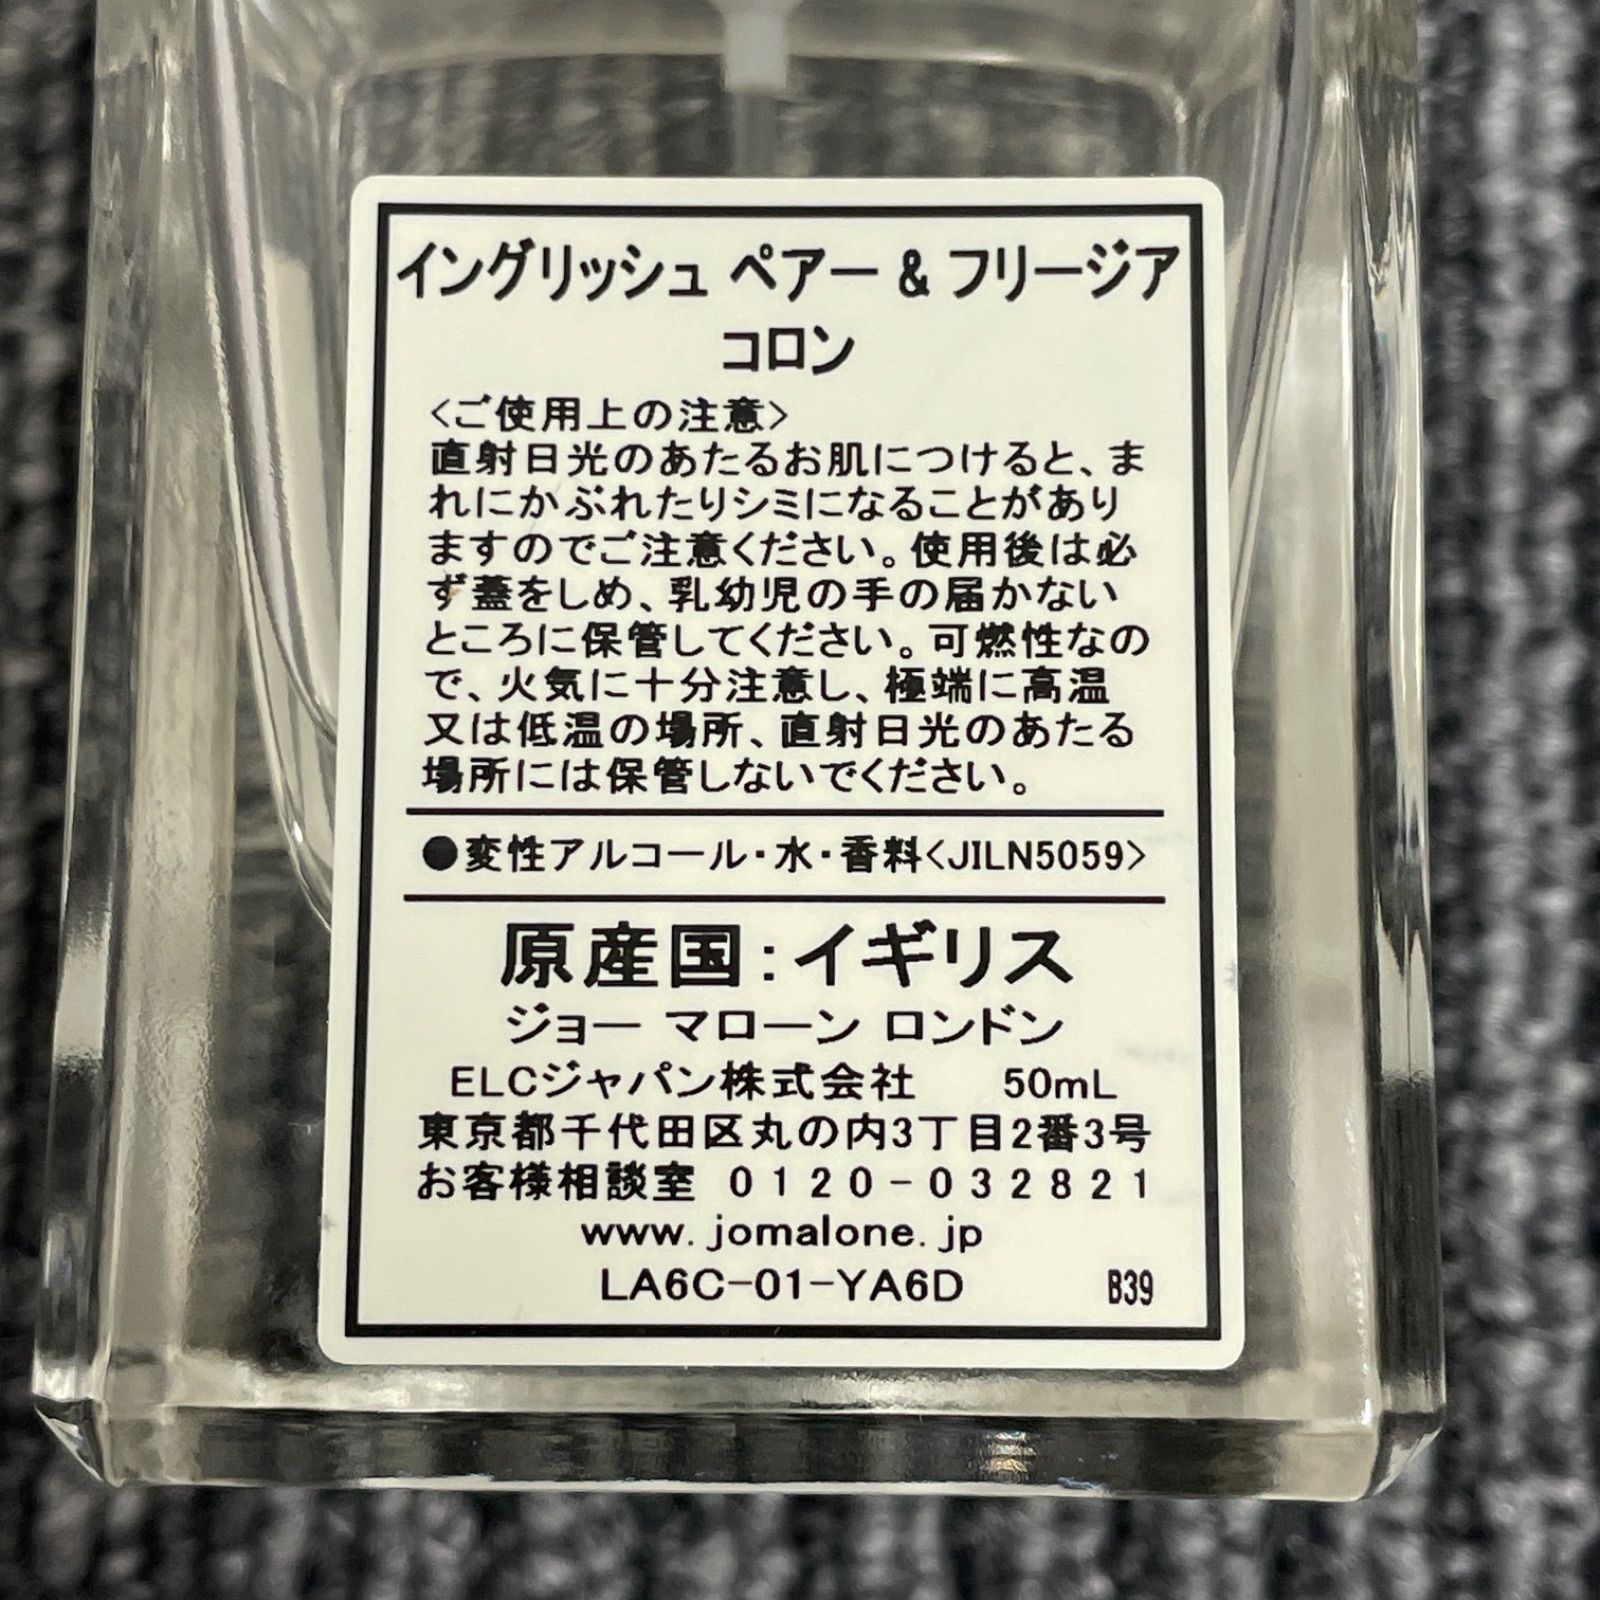 イングリッシュ ペアー & フリージア
コロン
<ご使用上の注意>
直射日光のあたるお肌につけると、ま
れにかぶれたりシミになることがあり
ますのでご注意ください。使用後は必
ず蓋をしめ、乳幼児の手の届かない
ところに保管してください。可燃性なの
で、火気に十分注意し、極端に高温
又は低温の場所、直射日光のあたる
場所には保管しないでください。
●変性アルコール・水・香料<JILN5059>
原産国:イギリス
ジョー マローン ロンドン
ELCジャパン株式会社 50mL
東京都千代田区丸の内3丁目2番3号
お客様相談室 0120-032821
www.jomalone.jp
LA6C-01-YA6D B39